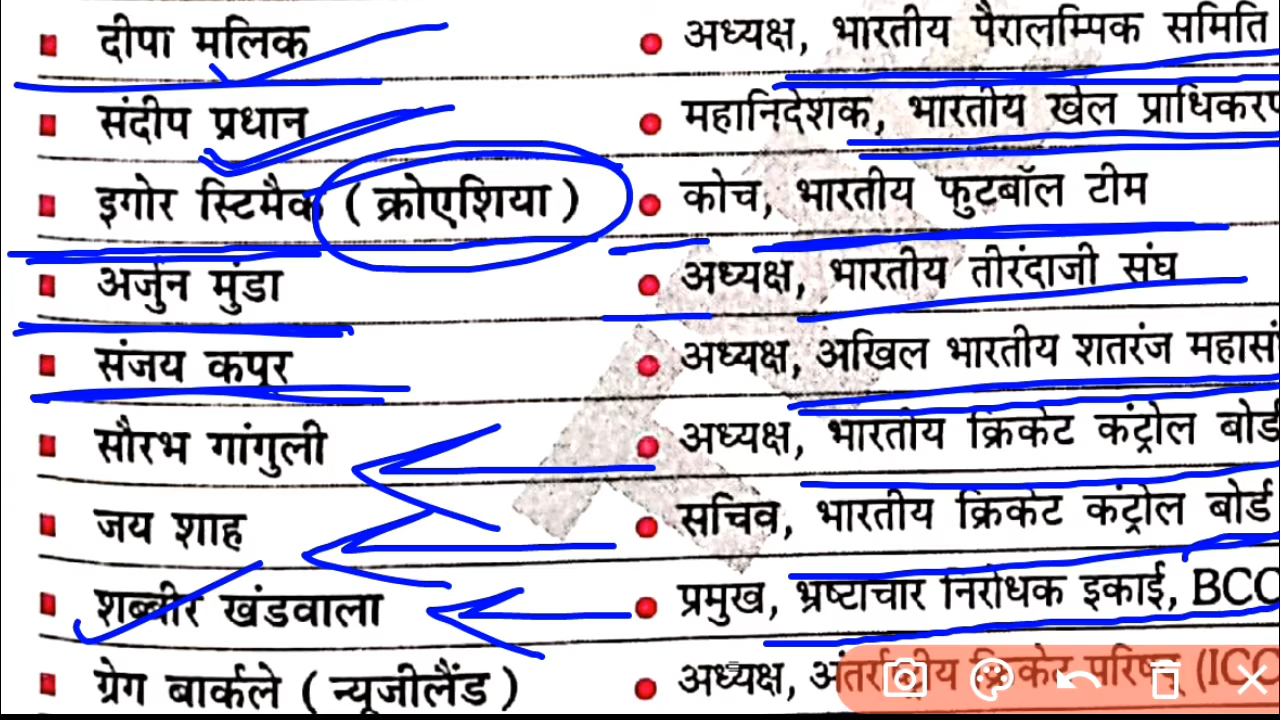 दीपा मलिक अध्यक्ष, भारतीय पैरालम्पिक समिति
संदीप प्रधान महानिदेशक, भारतीय खेल प्राधिकरण
इगोर स्टिमैक (क्रोएशिया) कोच, भारतीय फुटबॉल टीम
अर्जुन मुंडा अध्यक्ष, भारतीय तीरंदाजी संघ
संजय कपूर अध्यक्ष, अखिल भारतीय शतरंज
सौरभ गांगुली अध्यक्ष, भारतीय क्रिकेट कंट्रोल बोर्ड
जय शाह सचिव, भारतीय क्रिकेट कंट्रोल बोर्ड
शब्बीर खंडवाला प्रमुख, भ्रष्टाचार निरोधक इकाई, BCC
ग्रेग बार्कले (न्यूजीलैंड) अध्यक्ष, अंतर्राष्ट्रीय क्रिकेट परिषद् (ICC